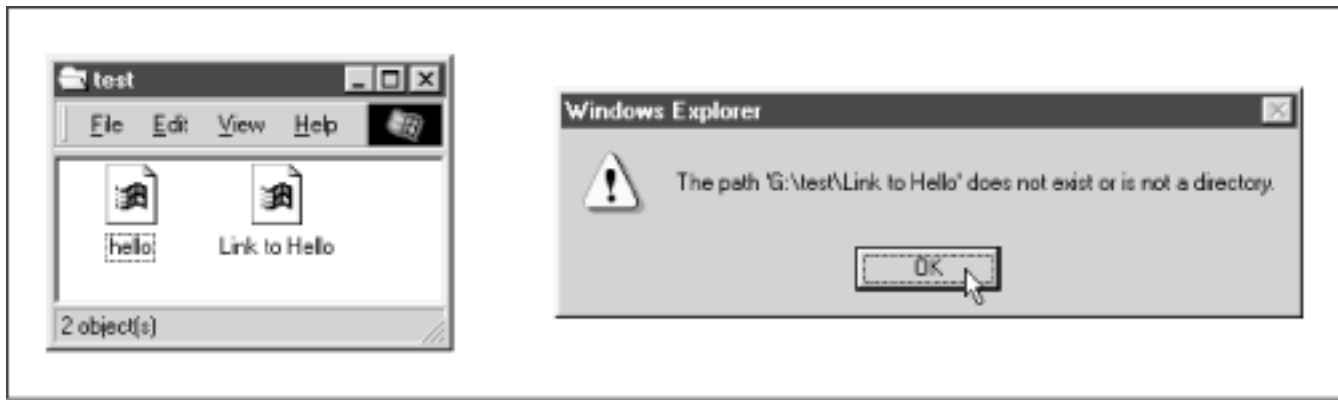 test
File Edit View Help
hello Link to Hello
2 object(s)
Windows Explorer
The path 'G:\test\Link to Hello' does not exist or is not a directory.
OK